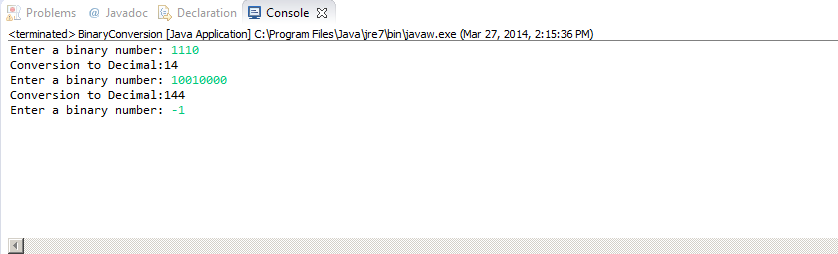 Problems @ Javadoc Declaration Console
<terminated> BinaryConversion [Java Application] C:\Program Files\Java\jre7\bin\javaw.exe (Mar 27, 2014, 2:15:36 PM)
Enter a binary number: 1110
Conversion to Decimal:14
Enter a binary number: 10010000
Conversion to Decimal:144
Enter a binary number: -1